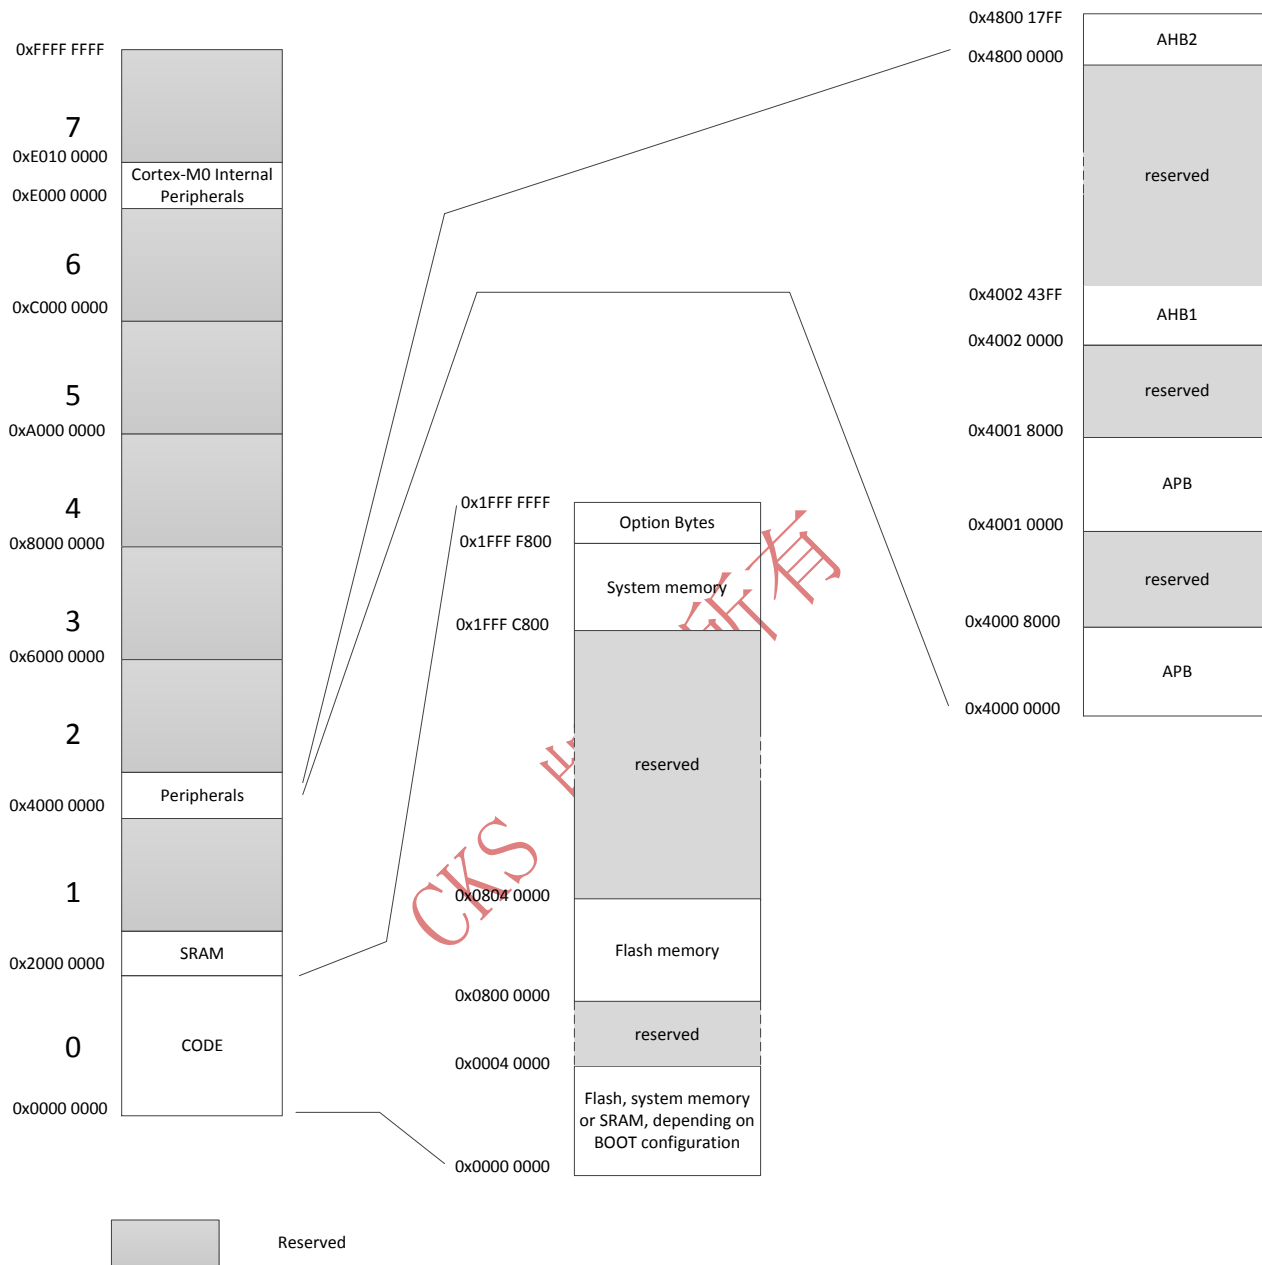 0xFFFF FFFF
7
0xE010 0000
Cortex-M0 Internal
Peripherals
0xE000 0000
6
0xC000 0000
5
0xA000 0000
4
0x8000 0000
3
0x6000 0000
2
Peripherals
0x4000 0000
1
SRAM
0x2000 0000
CODE
0
0x0000 0000
0x1FFF FFFF
Option Bytes
0x1FFF F800
System memory
0x1FFF C800
reserved
0x0804 0000
Flash memory
0x0800 0000
reserved
0x0004 0000
Flash, system memory
or SRAM, depending on
BOOT configuration
0x0000 0000
0x4800 17FF
AHB2
0x4800 0000
reserved
0x4002 43FF
AHB1
0x4002 0000
reserved
0x4001 8000
APB
0x4001 0000
reserved
0x4000 8000
APB
0x4000 0000
CKS 所有
Reserved